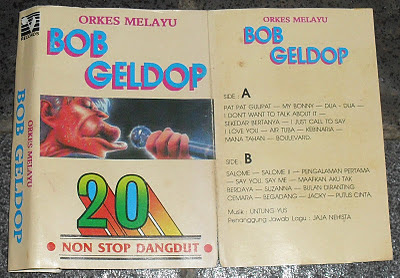 RECORDS
ORKES MELAYU
BOB GELDOP
ORKES MELAYU
BOB
GELDOP
20
NON STOP DANGDUT
ORKES MELAYU
BOB
GELDOP
SIDE A
PAT PAT GULIPAT — MY BONNY — DUA - DUA —
I DON'T WANT TO TALK ABOUT IT —
SEKEDAR BERTANYA — I JUST CALL TO SAY
I LOVE YOU — AIR TUBA — KERINARIA —
MANA TAHAN — BOULEVARD.
SIDE B
SALOME — SALOME II — PENGALAMAN PERTAMA
— SAY YOU, SAY ME — MAAFKAN AKU TAK
BERDAYA — SUZANNA — BULAN DIRANTING
CEMARA — BEGADANG — JACKY — PUTUS CINTA
Musik : UNTUNG YUS
Penanggung Jawab Lagu : JAJA